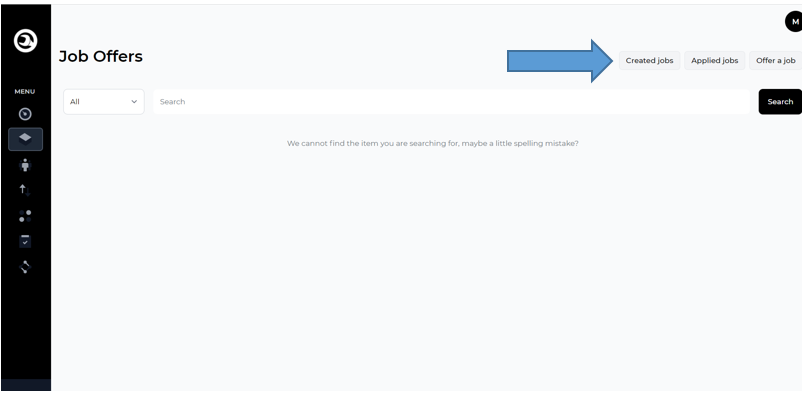 M
Job Offers
Created jobs Applied jobs Offer a job
MENU
All Search Search
We cannot find the item you are searching for, maybe a little spelling mistake?